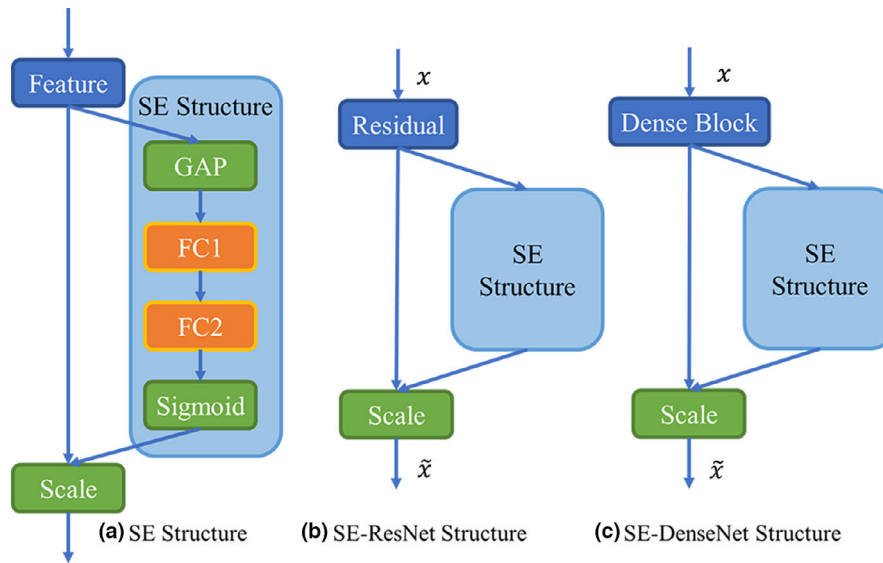 Feature
SE Structure
GAP
FC1
FC2
Sigmoid
Scale
(a) SE Structure
x
Residual
SE
Structure
Scale
x̃
(b) SE-ResNet Structure
x
Dense Block
SE
Structure
Scale
x̃
(c) SE-DenseNet Structure